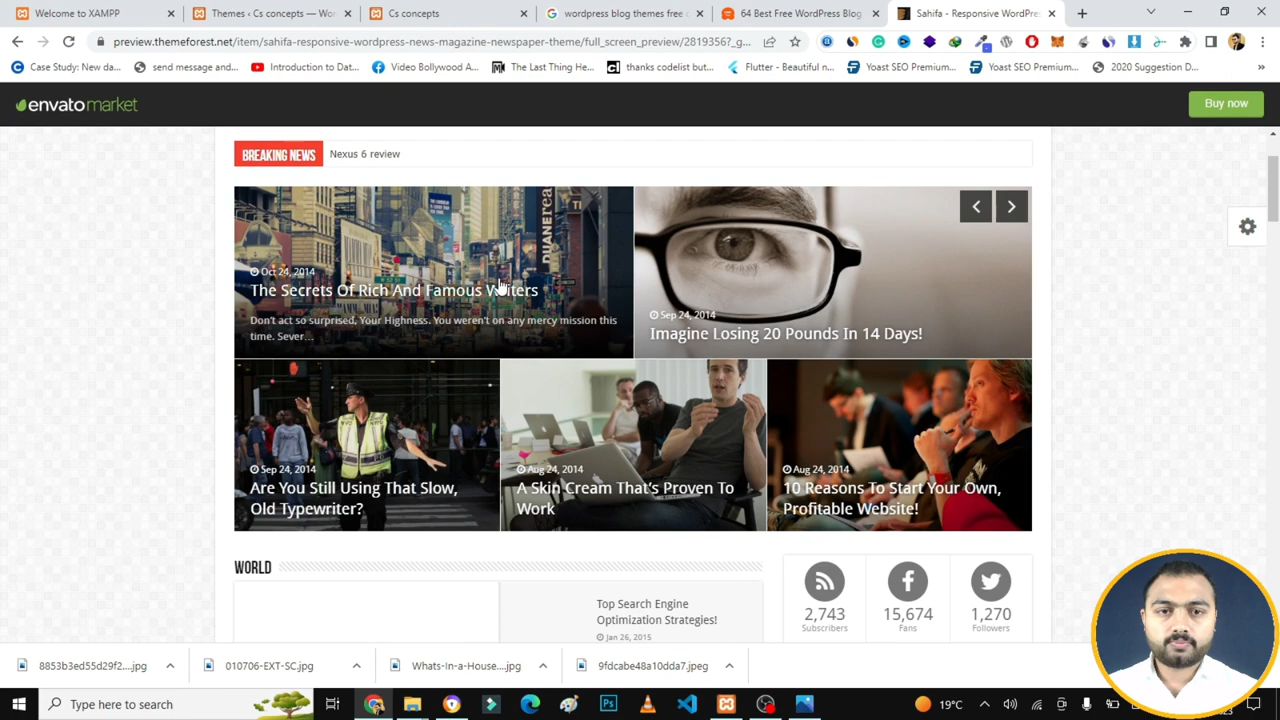 Welcome to XAMPP
Themes ‹ Cs concepts — Wor
Cs concepts
wordpress blog themes free d
64 Best Free WordPress Blog
Sahifa - Responsive WordPres
preview.themeforest.net/item/sahifa-responsive-wordpress-news-magazine-newspaper-theme/full_screen_preview/2819356?_g...
Case Study: New da...
send message and...
Introduction to Dat...
Video Bollywood A...
The Last Thing He...
thanks codelist but...
Flutter - Beautiful n...
Yoast SEO Premium...
Yoast SEO Premium...
2020 Suggestion D...
envatomarket
Buy now
BREAKING NEWS
Nexus 6 review
Oct 24, 2014
The Secrets Of Rich And Famous Writers
Don't act so surprised, Your Highness. You weren't on any mercy mission this
time. Sever...
Sep 24, 2014
Imagine Losing 20 Pounds In 14 Days!
Sep 24, 2014
Are You Still Using That Slow,
Old Typewriter?
Aug 24, 2014
A Skin Cream That's Proven To
Work
Aug 24, 2014
10 Reasons To Start Your Own,
Profitable Website!
WORLD
Top Search Engine
Optimization Strategies!
Jan 26, 2015
2,743
Subscribers
15,674
Fans
1,270
Followers
8853b3ed55d29f2....jpg
010706-EXT-SC.jpg
Whats-In-a-House....jpg
9fdcabe48a10dda7.jpeg
Type here to search
19°C